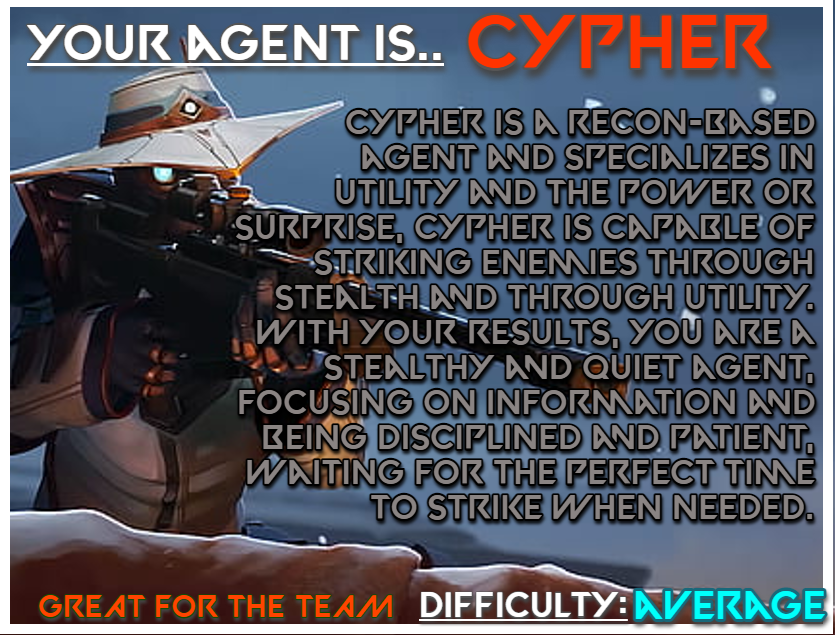 YOUR AGENT IS.. CYPHER
CYPHER IS A RECON-BASED
AGENT AND SPECIALIZES IN
UTILITY AND THE POWER OR
SURPRISE, CYPHER IS CAPABLE OF
STRIKING ENEMIES THROUGH
STEALTH AND THROUGH UTILITY.
WITH YOUR RESULTS, YOU ARE A
STEALTHY AND QUIET AGENT,
FOCUSING ON INFORMATION AND
BEING DISCIPLINED AND PATIENT,
WAITING FOR THE PERFECT TIME
TO STRIKE WHEN NEEDED.
GREAT FOR THE TEAM DIFFICULTY: AVERAGE